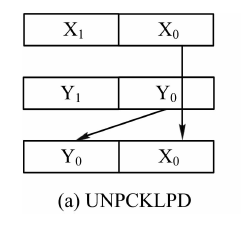 X₁ X₀
Y₁ Y₀
Y₀ X₀
(a) UNPCKLPD